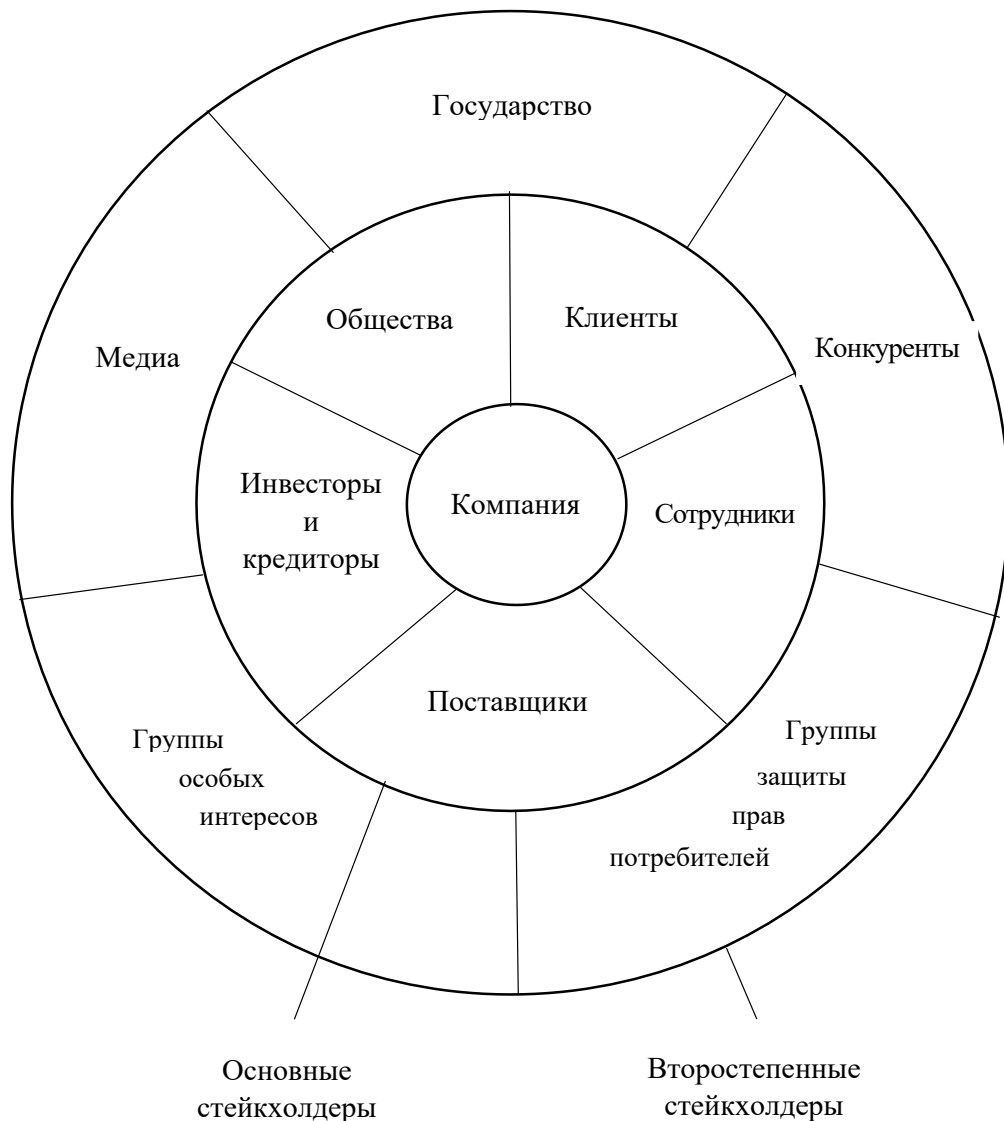 Государство
Общества
Клиенты
Медиа
Конкуренты
Инвесторы
и
кредиторы
Компания
Сотрудники
Поставщики
Группы
особых
интересов
Группы
защиты
прав
потребителей
Основные
стейкхолдеры
Второстепенные
стейкхолдеры